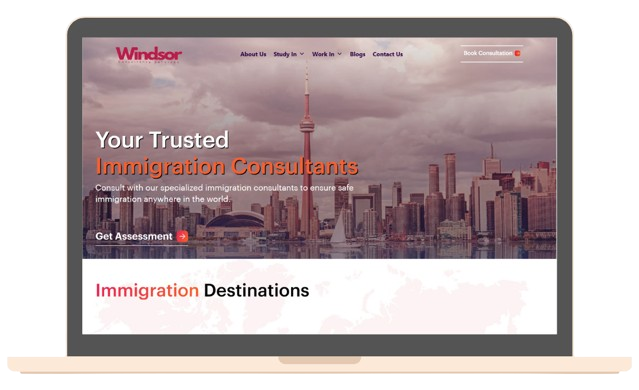 Windsor
About Us Study In Work In Blogs Contact Us
Book Consultation
Your Trusted
Immigration Consultants
Consult with our specialized immigration consultants to ensure safe
immigration anywhere in the world.
Get Assessment
Immigration Destinations